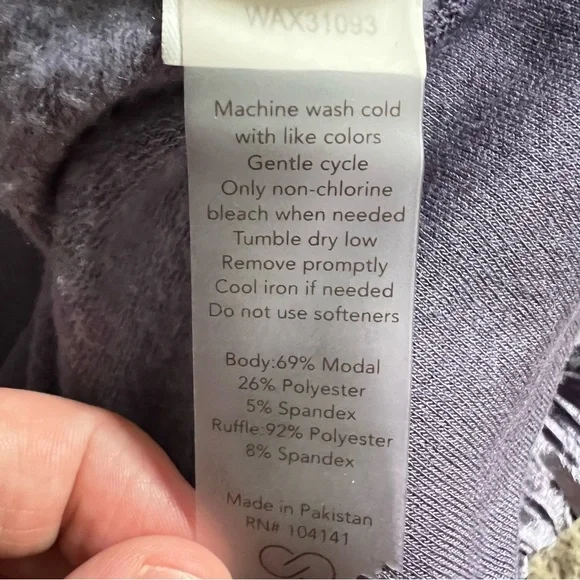 WAX31093
Machine wash cold
with like colors
Gentle cycle
Only non-chlorine
bleach when needed
Tumble dry low
Remove promptly
Cool iron if needed
Do not use softeners
Body:69% Modal
26% Polyester
5% Spandex
Ruffle:92% Polyester
8% Spandex
Made in Pakistan
RN# 104141